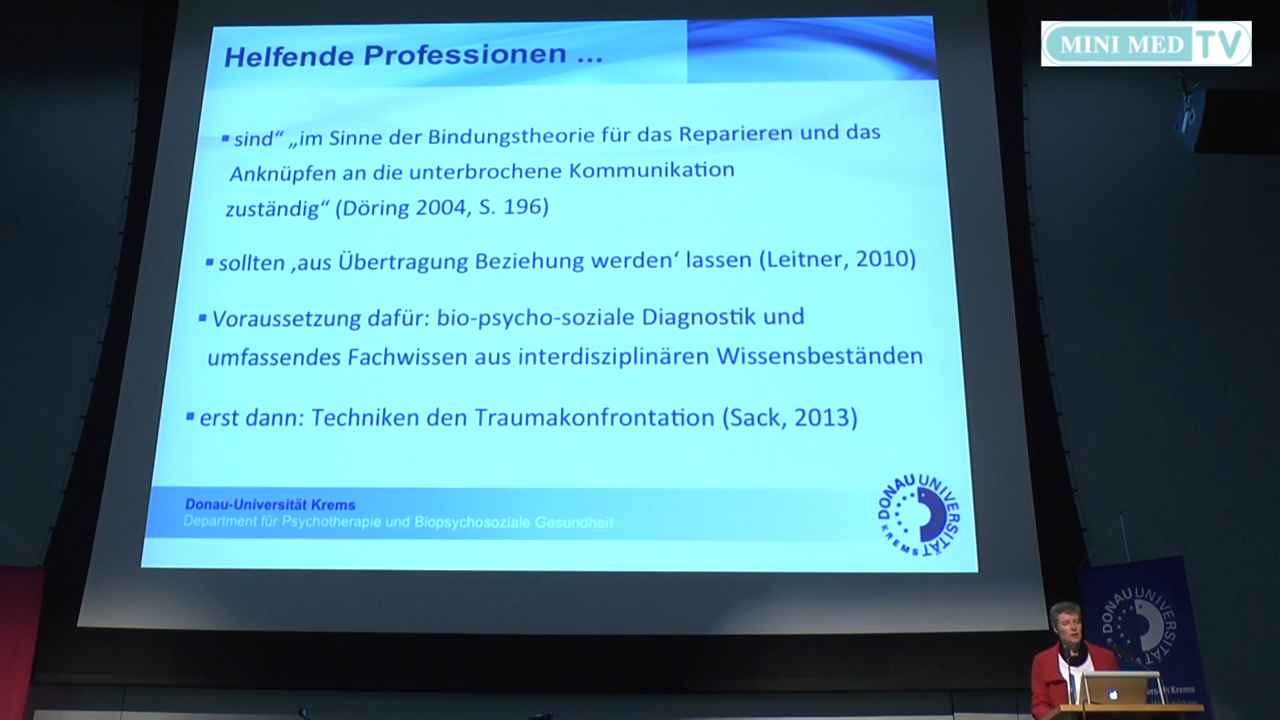 MINI MED TV
Helfende Professionen ...
▪ sind“ „im Sinne der Bindungstheorie für das Reparieren und das
Anknüpfen an die unterbrochene Kommunikation
zuständig“ (Döring 2004, S. 196)
▪ sollten ‚aus Übertragung Beziehung werden‘ lassen (Leitner, 2010)
▪ Voraussetzung dafür: bio-psycho-soziale Diagnostik und
umfassendes Fachwissen aus interdisziplinären Wissensbeständen
▪ erst dann: Techniken den Traumakonfrontation (Sack, 2013)
Donau-Universität Krems
Department für Psychotherapie und Biopsychosoziale Gesundheit
DONAU UNIVERSITÄT KREMS
DONAU UNIVERSITÄT
Krems